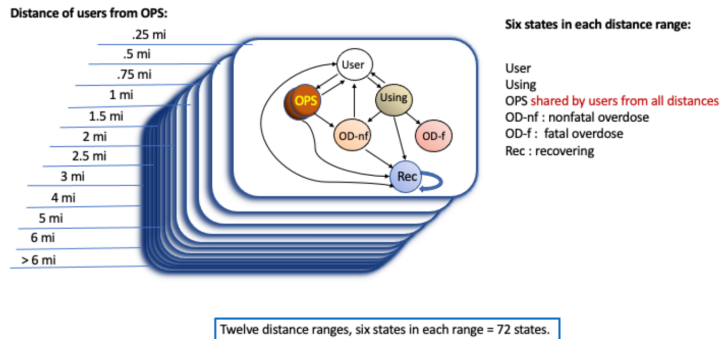 Distance of users from OPS:
.25 mi
.5 mi
.75 mi
1 mi
1.5 mi
2 mi
2.5 mi
3 mi
4 mi
5 mi
6 mi
> 6 mi
User
OPS
Using
OD-nf
OD-f
Rec
Six states in each distance range:
User
Using
OPS shared by users from all distances
OD-nf : nonfatal overdose
OD-f : fatal overdose
Rec : recovering
Twelve distance ranges, six states in each range = 72 states.